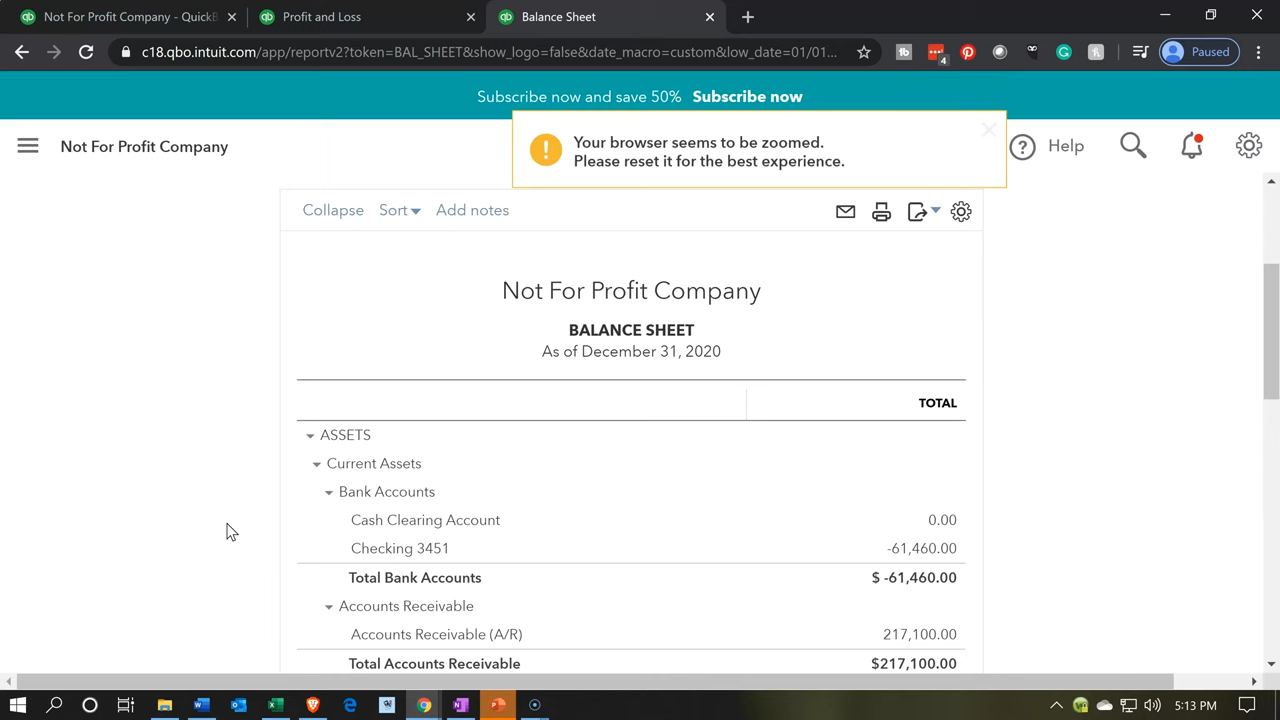 Not For Profit Company - QuickB
Profit and Loss
Balance Sheet
c18.qbo.intuit.com/app/reportv2?token=BAL_SHEET&show_logo=false&date_macro=custom&low_date=01/01...
4
Paused
Subscribe now and save 50% Subscribe now
Not For Profit Company
Your browser seems to be zoomed.
Please reset it for the best experience.
Help
Collapse Sort Add notes
Not For Profit Company
BALANCE SHEET
As of December 31, 2020
TOTAL
ASSETS
Current Assets
Bank Accounts
Cash Clearing Account 0.00
Checking 3451 -61,460.00
Total Bank Accounts $ -61,460.00
Accounts Receivable
Accounts Receivable (A/R) 217,100.00
Total Accounts Receivable $217,100.00
5:13 PM